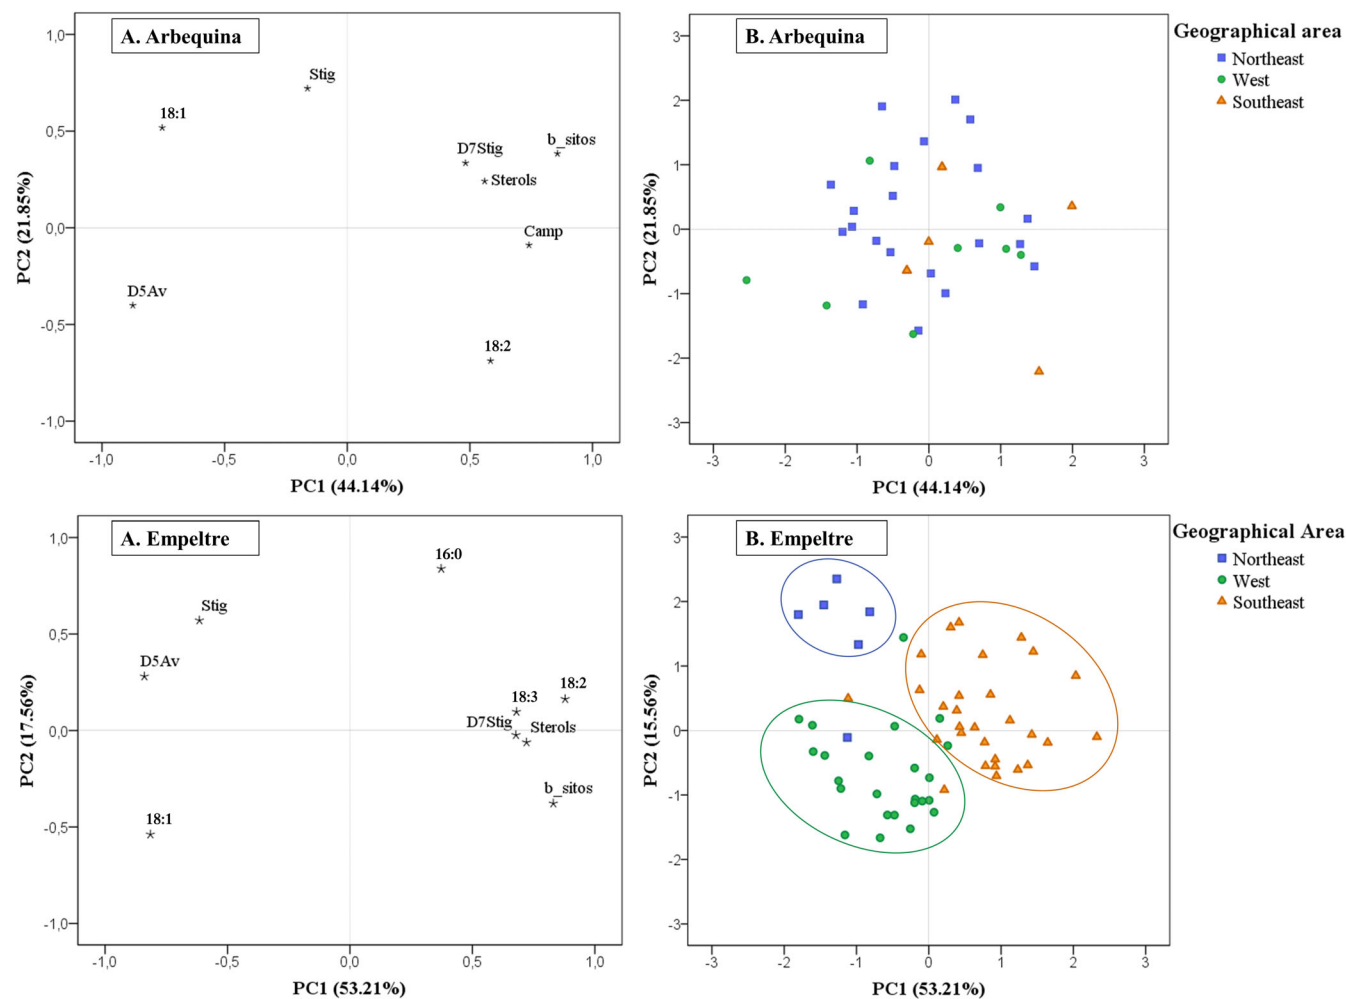 A. Arbequina
1,0
0,5
0,0
-0,5
-1,0
PC2 (21.85%)
Stig
18:1
D7Stig
b_sitos
Sterols
Camp
D5Av
18:2
-1,0 -0,5 0,0 0,5 1,0
PC1 (44.14%)
B. Arbequina
3
2
1
0
-1
-2
-3
PC2 (21.85%)
-3 -2 -1 0 1 2 3
PC1 (44.14%)
Geographical area
Northeast
West
Southeast
A. Empeltre
1,0
0,5
0,0
-0,5
-1,0
PC2 (17.56%)
16:0
Stig
D5Av
18:3
18:2
D7Stig
Sterols
b_sitos
18:1
-1,0 -0,5 0,0 0,5 1,0
PC1 (53.21%)
B. Empeltre
3
2
1
0
-1
-2
-3
PC2 (15.56%)
-3 -2 -1 0 1 2 3
PC1 (53.21%)
Geographical Area
Northeast
West
Southeast